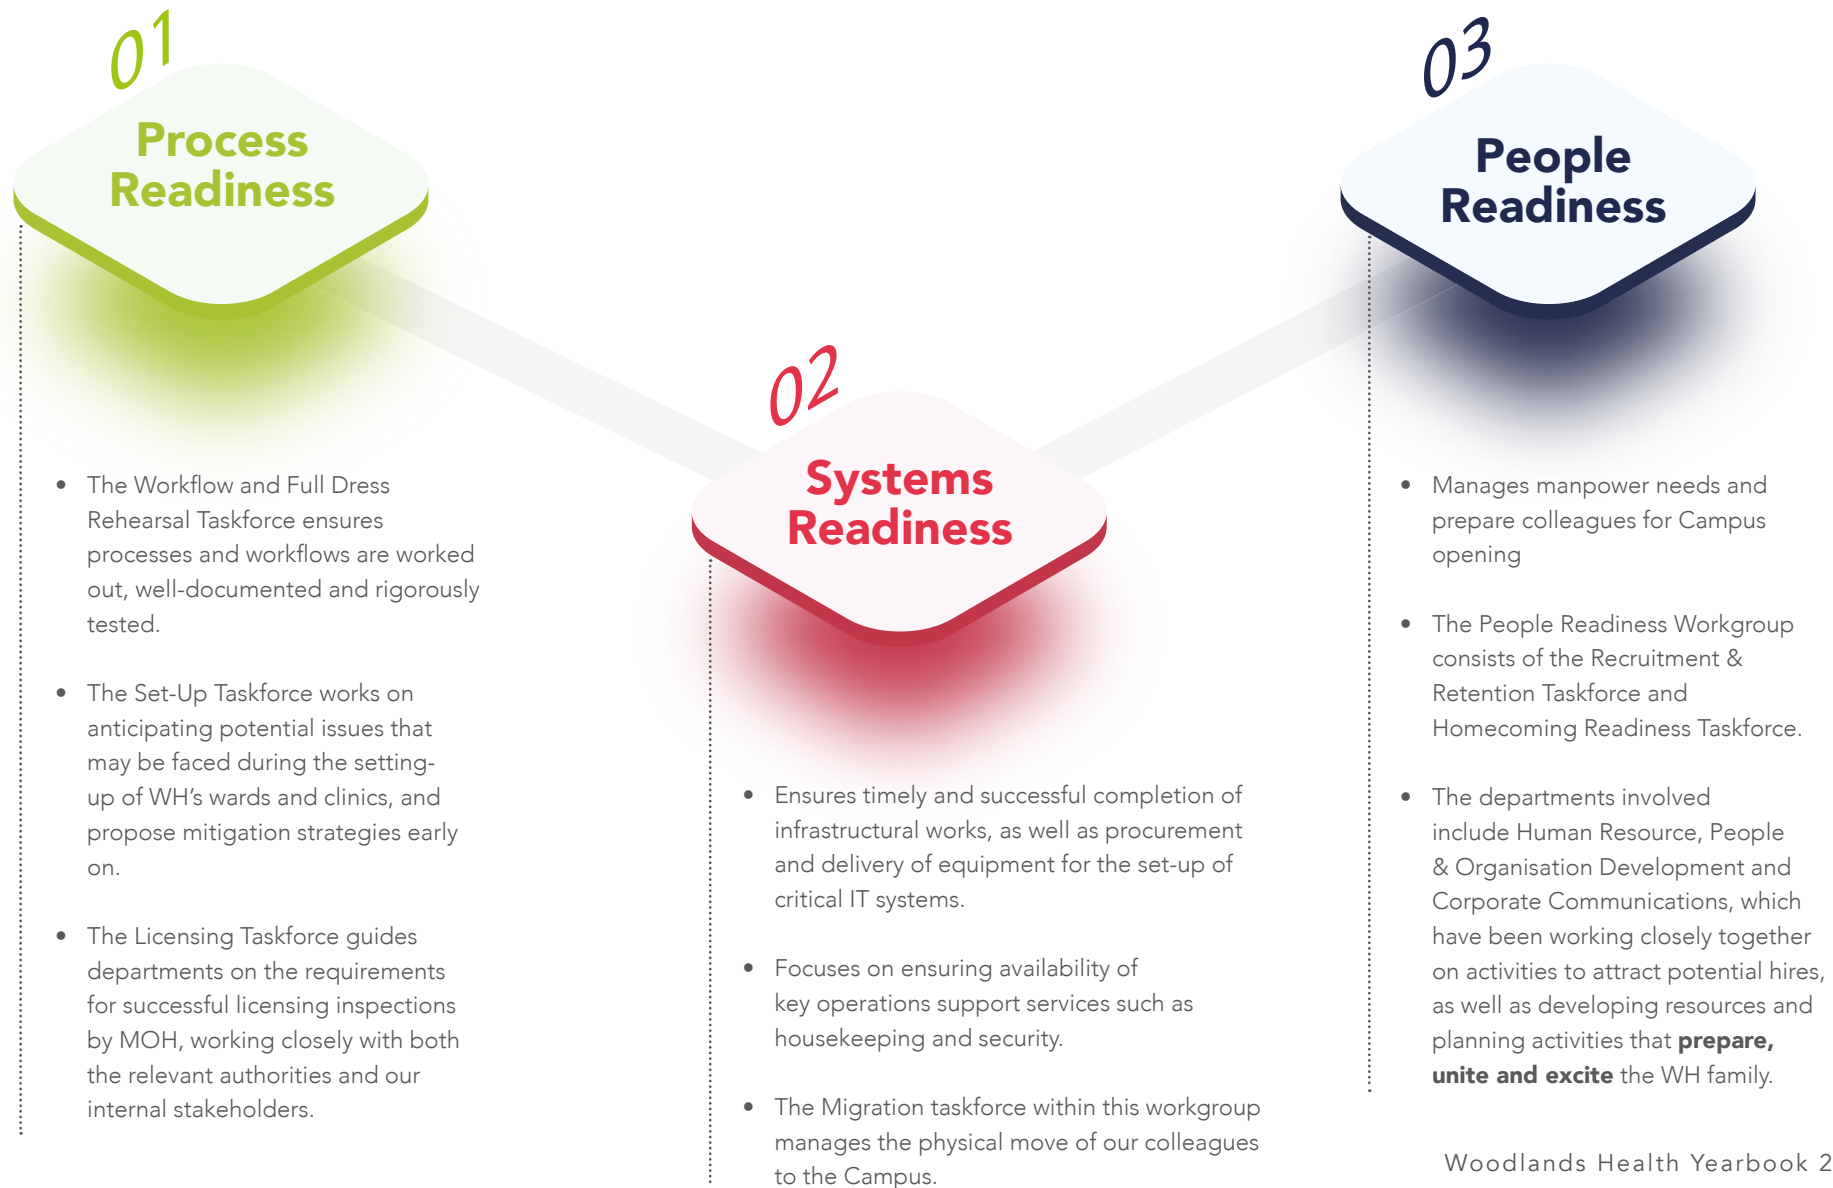 01
Process
Readiness
• The Workflow and Full Dress
Rehearsal Taskforce ensures
processes and workflows are worked
out, well-documented and rigorously
tested.
• The Set-Up Taskforce works on
anticipating potential issues that
may be faced during the setting-
up of WH’s wards and clinics, and
propose mitigation strategies early
on.
• The Licensing Taskforce guides
departments on the requirements
for successful licensing inspections
by MOH, working closely with both
the relevant authorities and our
internal stakeholders.
02
Systems
Readiness
• Ensures timely and successful completion of
infrastructural works, as well as procurement
and delivery of equipment for the set-up of
critical IT systems.
• Focuses on ensuring availability of
key operations support services such as
housekeeping and security.
• The Migration taskforce within this workgroup
manages the physical move of our colleagues
to the Campus.
03
People
Readiness
• Manages manpower needs and
prepare colleagues for Campus
opening
• The People Readiness Workgroup
consists of the Recruitment &
Retention Taskforce and
Homecoming Readiness Taskforce.
• The departments involved
include Human Resource, People
& Organisation Development and
Corporate Communications, which
have been working closely together
on activities to attract potential hires,
as well as developing resources and
planning activities that prepare,
unite and excite the WH family.
Woodlands Health Yearbook 2